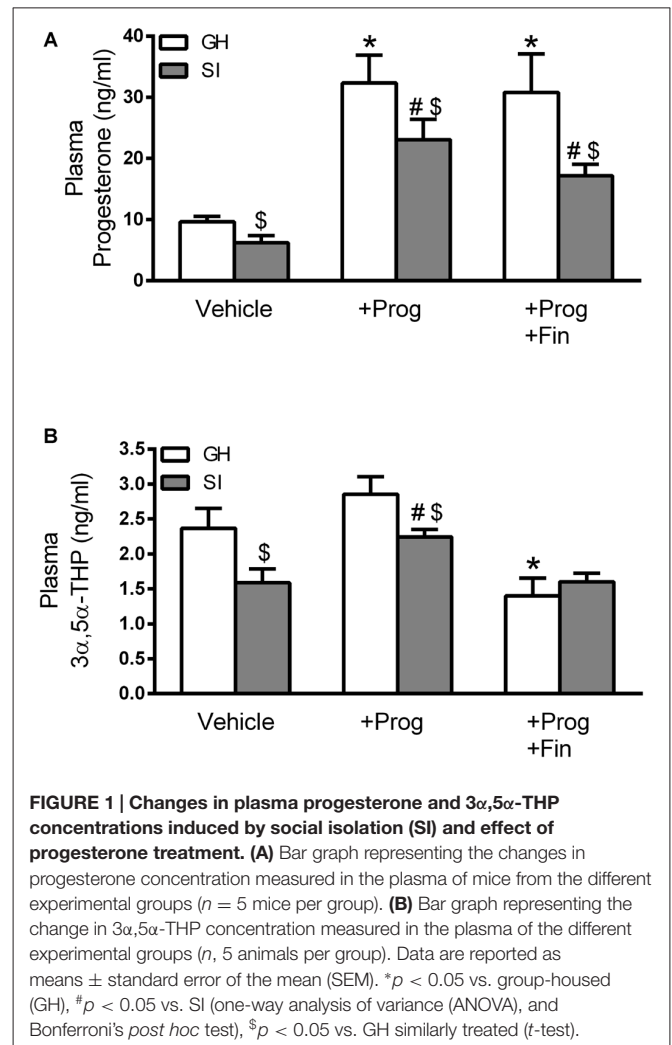 A
GH
SI
Plasma
Progesterone (ng/ml)
40
30
20
10
0
$
*
# $
*
# $
Vehicle
+Prog
+Prog
+Fin
B
GH
SI
Plasma
3α,5α-THP (ng/ml)
3.5
3.0
2.5
2.0
1.5
1.0
0.5
0.0
$
# $
*
Vehicle
+Prog
+Prog
+Fin
FIGURE 1 | Changes in plasma progesterone and 3α,5α-THP
concentrations induced by social isolation (SI) and effect of
progesterone treatment. (A) Bar graph representing the changes in
progesterone concentration measured in the plasma of mice from the different
experimental groups (n = 5 mice per group). (B) Bar graph representing the
change in 3α,5α-THP concentration measured in the plasma of the different
experimental groups (n, 5 animals per group). Data are reported as
means ± standard error of the mean (SEM). *p < 0.05 vs. group-housed
(GH), #p < 0.05 vs. SI (one-way analysis of variance (ANOVA), and
Bonferroni's post hoc test), $p < 0.05 vs. GH similarly treated (t-test).